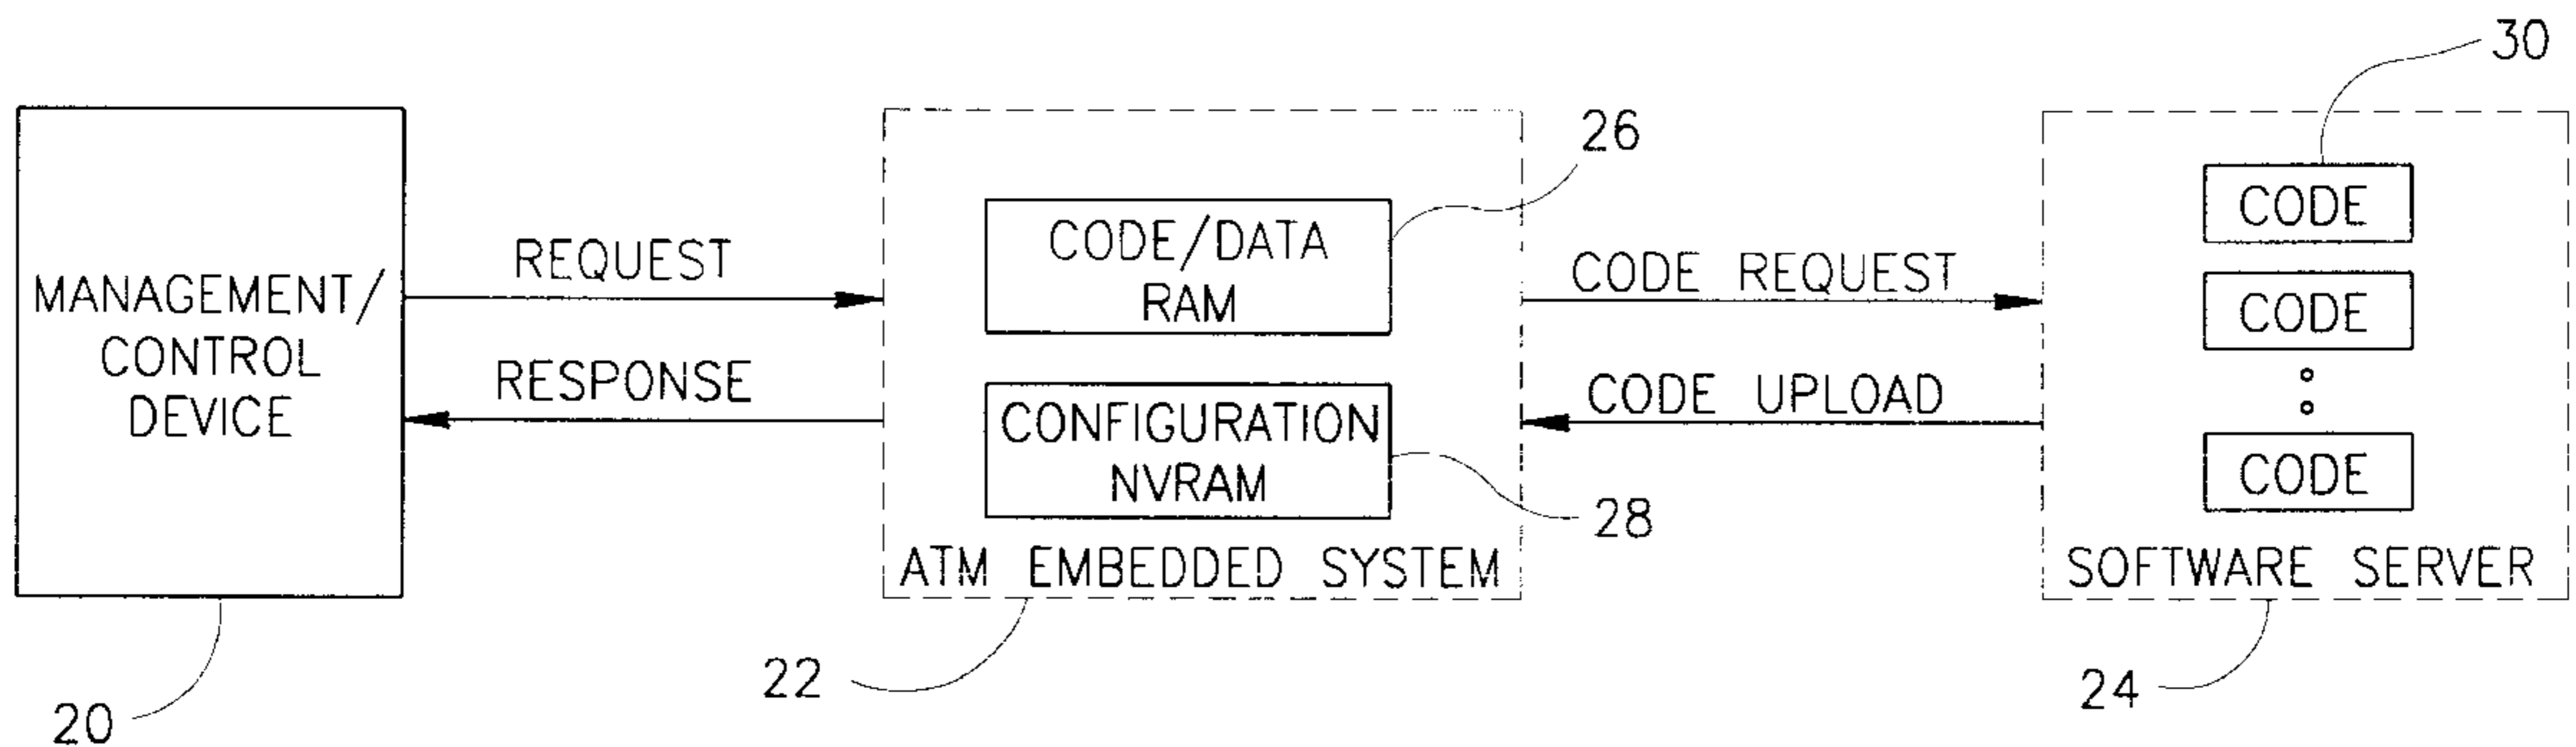 30
26
CODE
CODE/DATA
RAM
REQUEST
CODE REQUEST
CODE
MANAGEMENT/
CONTROL
DEVICE
RESPONSE
CODE UPLOAD
CONFIGURATION
NVRAM
CODE
28
ATM EMBEDDED SYSTEM
SOFTWARE SERVER
22
24
20